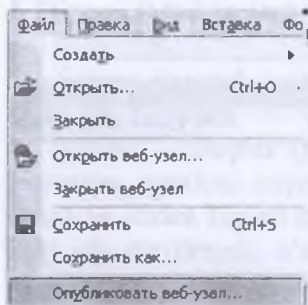 Файл Правка Вид Вставка Фо
Создать
Открыть... Ctrl+O
Закрыть
Открыть веб-узел...
Закрыть веб-узел
Сохранить Ctrl+S
Сохранить как...
Опубликовать веб-узел...